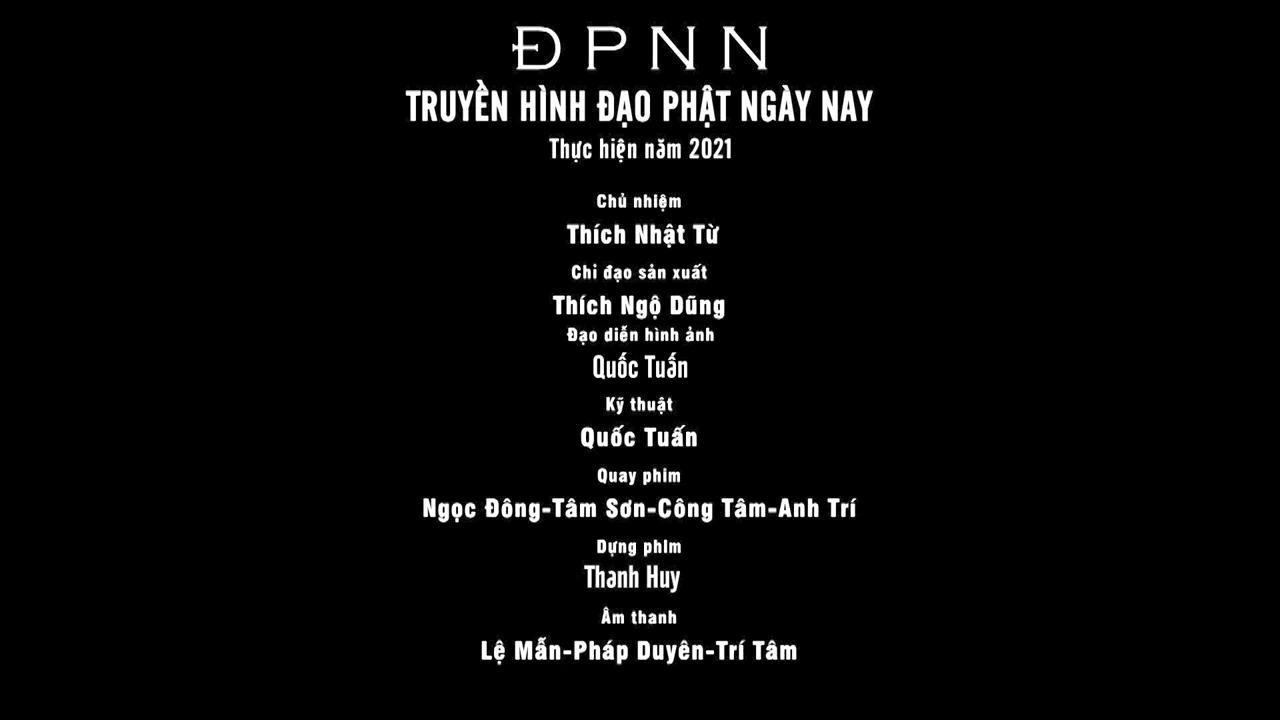 ĐPNN
TRUYỀN HÌNH ĐẠO PHẬT NGÀY NAY
Thực hiện năm 2021
Chủ nhiệm
Thích Nhật Từ
Chỉ đạo sản xuất
Thích Ngộ Dũng
Đạo diễn hình ảnh
Quốc Tuấn
Kỹ thuật
Quốc Tuấn
Quay phim
Ngọc Đông-Tâm Sơn-Công Tâm-Anh Trí
Dựng phim
Thanh Huy
Âm thanh
Lệ Mẫn-Pháp Duyên-Trí Tâm